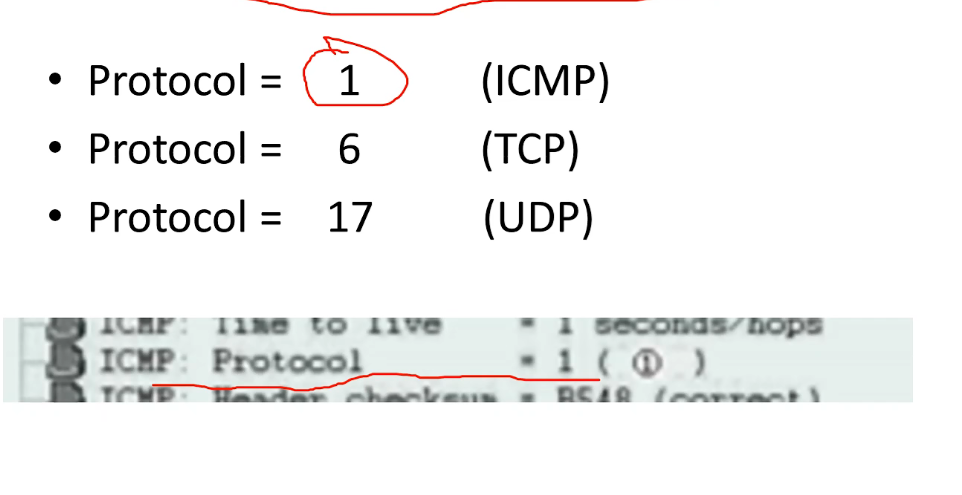 • Protocol = 1 (ICMP)
• Protocol = 6 (TCP)
• Protocol = 17 (UDP)
ICMP: Time to live = 1 seconds/hops
ICMP: Protocol = 1 ( ① )
ICMP: Header checksum = B548 (correct)